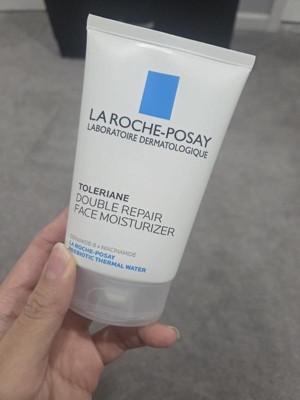 LA ROCHE-POSAY
LABORATOIRE DERMATOLOGIQUE
TOLERIANE
DOUBLE REPAIR
FACE MOISTURIZER
CERAMIDE-3 + NIACINAMIDE
LA ROCHE-POSAY
PREBIOTIC THERMAL WATER